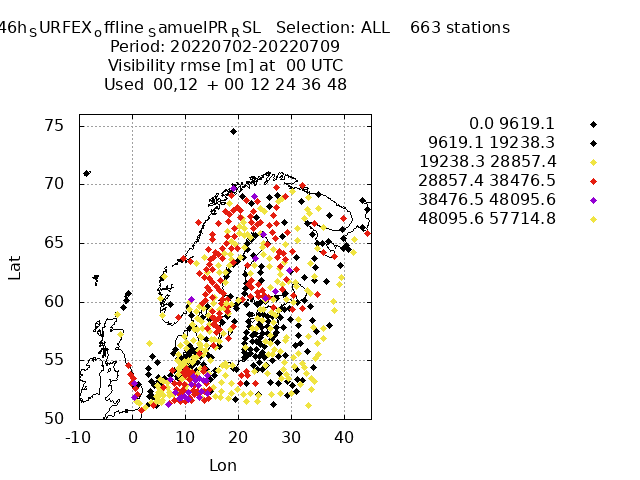 46h_SURFEX_offline_SamuelPR_RSL Selection: ALL 663 stations
Period: 20220702-20220709
Visibility rmse [m] at 00 UTC
Used 00,12 + 00 12 24 36 48
0.0 9619.1
9619.1 19238.3
19238.3 28857.4
28857.4 38476.5
38476.5 48095.6
48095.6 57714.8
75
70
65
60
55
50
Lat
-10 0 10 20 30 40
Lon